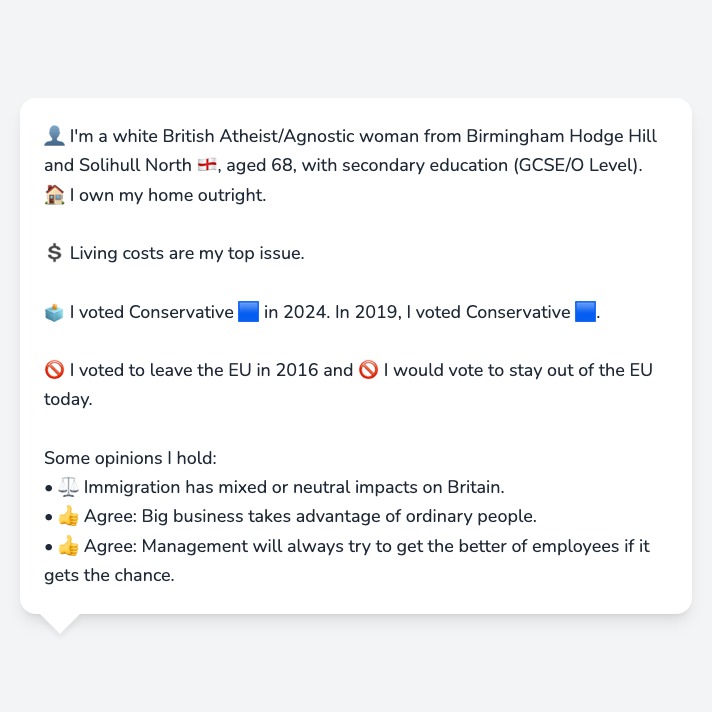 👤 I'm a white British Atheist/Agnostic woman from Birmingham Hodge Hill
and Solihull North 🏴󠁧󠁢󠁥󠁮󠁧󠁿, aged 68, with secondary education (GCSE/O Level).
🏠 I own my home outright.
💲 Living costs are my top issue.
🗳️ I voted Conservative 🟦 in 2024. In 2019, I voted Conservative 🟦.
🚫 I voted to leave the EU in 2016 and 🚫 I would vote to stay out of the EU
today.
Some opinions I hold:
• ⚖️ Immigration has mixed or neutral impacts on Britain.
• 👍 Agree: Big business takes advantage of ordinary people.
• 👍 Agree: Management will always try to get the better of employees if it
gets the chance.